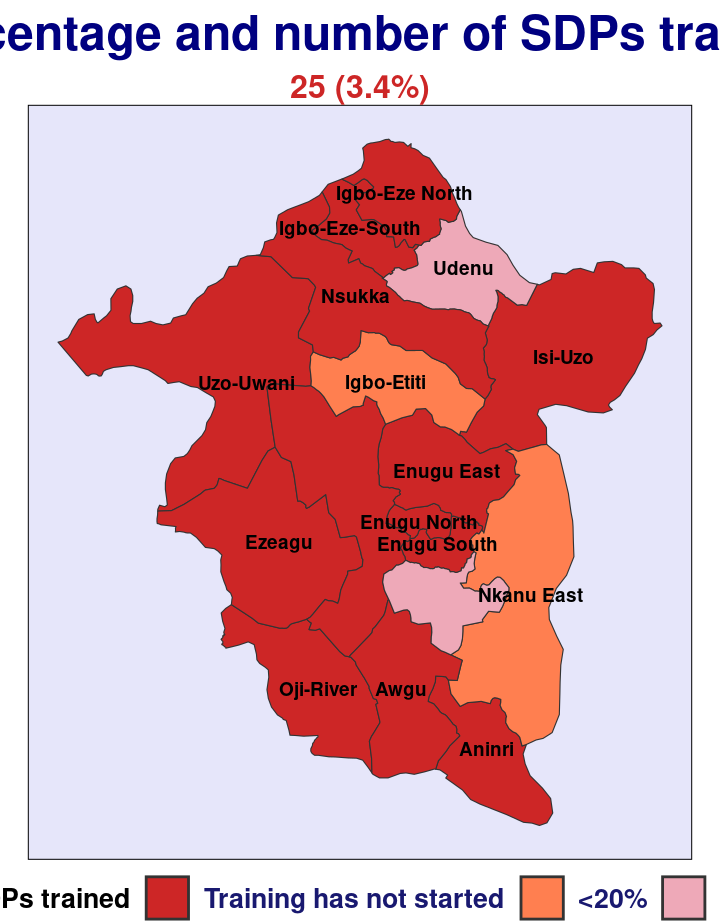 centage and number of SDPs tra
25 (3.4%)
Igbo-Eze North
Igbo-Eze-South
Udenu
Nsukka
Isi-Uzo
Uzo-Uwani
Igbo-Etiti
Enugu East
Enugu North
Ezeagu
Enugu South
Nkanu East
Oji-River
Awgu
Aninri
Ps trained
Training has not started
<20%